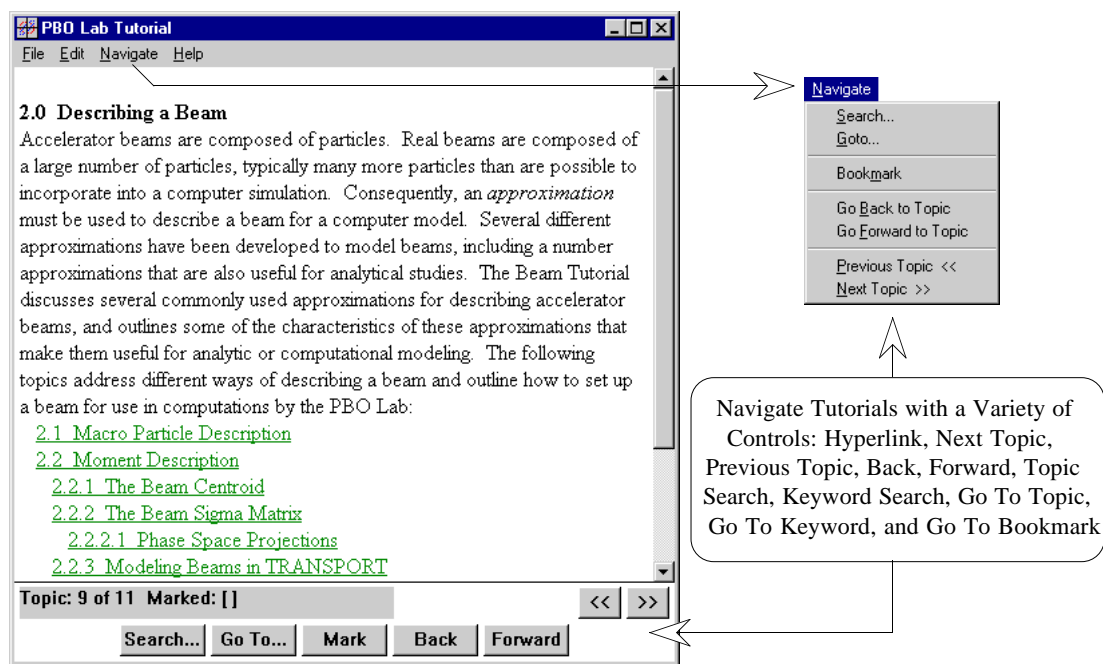 PBO Lab Tutorial
File Edit Navigate Help
2.0 Describing a Beam
Accelerator beams are composed of particles. Real beams are composed of
a large number of particles, typically many more particles than are possible to
incorporate into a computer simulation. Consequently, an approximation
must be used to describe a beam for a computer model. Several different
approximations have been developed to model beams, including a number
approximations that are also useful for analytical studies. The Beam Tutorial
discusses several commonly used approximations for describing accelerator
beams, and outlines some of the characteristics of these approximations that
make them useful for analytic or computational modeling. The following
topics address different ways of describing a beam and outline how to set up
a beam for use in computations by the PBO Lab:
2.1 Macro Particle Description
2.2 Moment Description
2.2.1 The Beam Centroid
2.2.2 The Beam Sigma Matrix
2.2.2.1 Phase Space Projections
2.2.3 Modeling Beams in TRANSPORT
Topic: 9 of 11 Marked: [ ]
<< >>
Search... Go To... Mark Back Forward
Navigate
Search...
Goto...
Bookmark
Go Back to Topic
Go Forward to Topic
Previous Topic <<
Next Topic >>
Navigate Tutorials with a Variety of
Controls: Hyperlink, Next Topic,
Previous Topic, Back, Forward, Topic
Search, Keyword Search, Go To Topic,
Go To Keyword, and Go To Bookmark